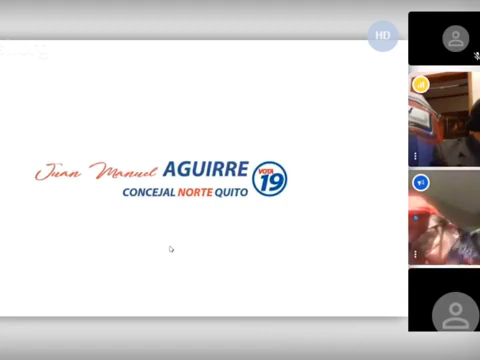 HD
Juan Manuel AGUIRRE
CONCEJAL NORTE QUITO
VOTA
19